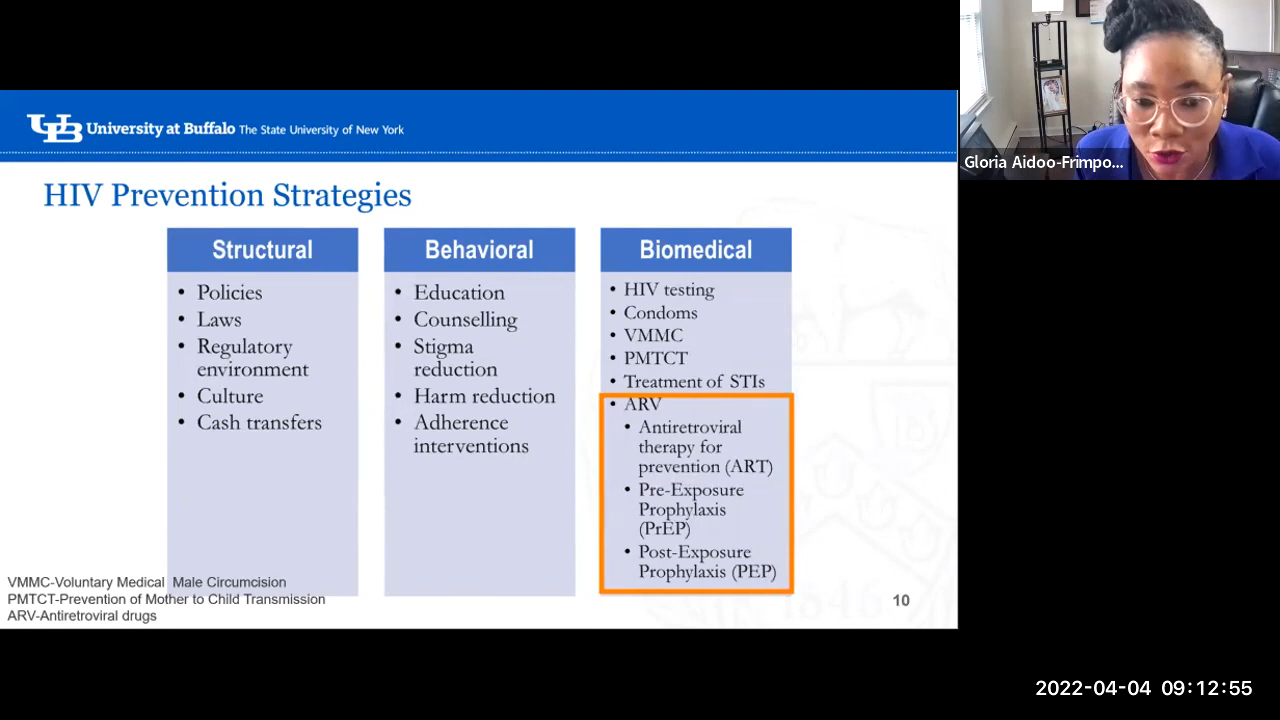 UB University at Buffalo The State University of New York
Gloria Aidoo-Frimpo...
HIV Prevention Strategies
Structural
• Policies
• Laws
• Regulatory
environment
• Culture
• Cash transfers
Behavioral
• Education
• Counselling
• Stigma
reduction
• Harm reduction
• Adherence
interventions
Biomedical
• HIV testing
• Condoms
• VMMC
• PMTCT
• Treatment of STIs
• ARV
• Antiretroviral
therapy for
prevention (ART)
• Pre-Exposure
Prophylaxis
(PrEP)
• Post-Exposure
Prophylaxis (PEP)
VMMC-Voluntary Medical Male Circumcision
PMTCT-Prevention of Mother to Child Transmission
ARV-Antiretroviral drugs
10
2022-04-04 09:12:55